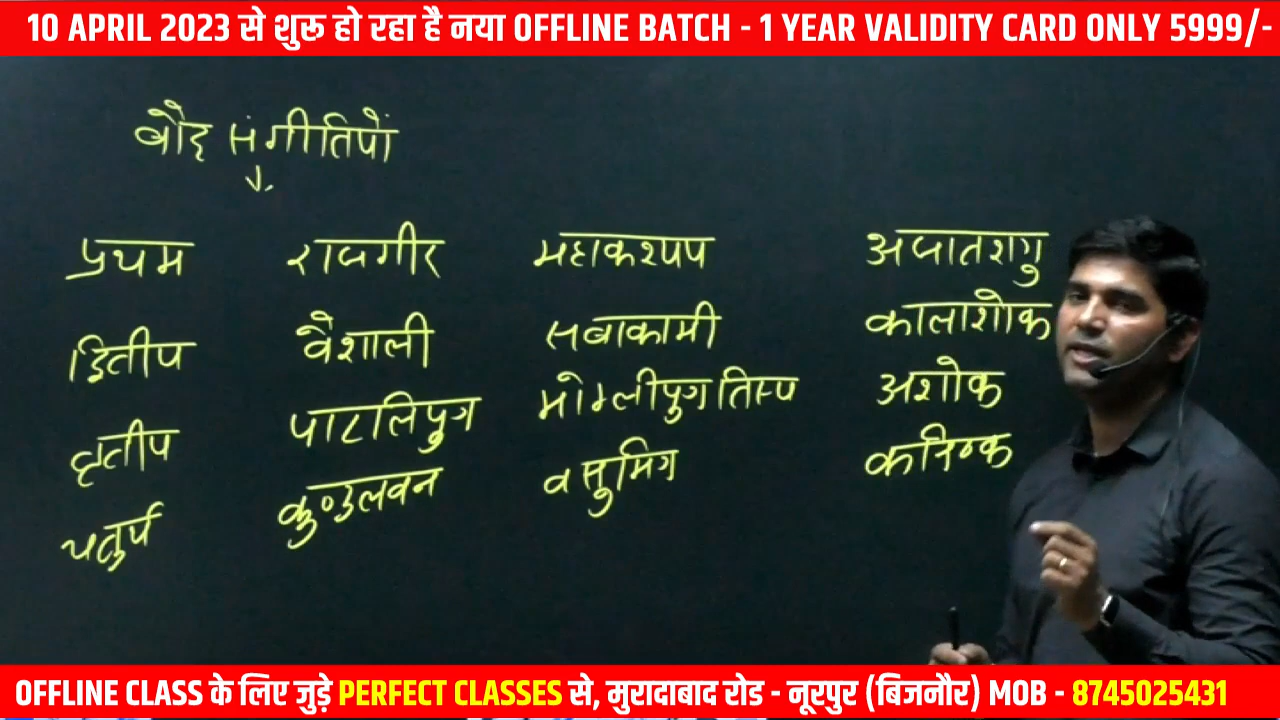 10 APRIL 2023 से शुरू हो रहा है नया OFFLINE BATCH - 1 YEAR VALIDITY CARD ONLY 5999/-
बौद्द संगीतियों
प्रथम राजगीर महाकश्यप अजातशत्रु
द्वितीय वैशाली सबाकामी कालाशोक
तृतीय पाटलिपुत्र मोग्लीपुत्र तिस्य अशोक
चतुर्थ कुण्डलवन वसुमित्र कनिष्क
OFFLINE CLASS के लिए जुड़े PERFECT CLASSES से, मुरादाबाद रोड - नूरपुर (बिजनौर) MOB - 8745025431